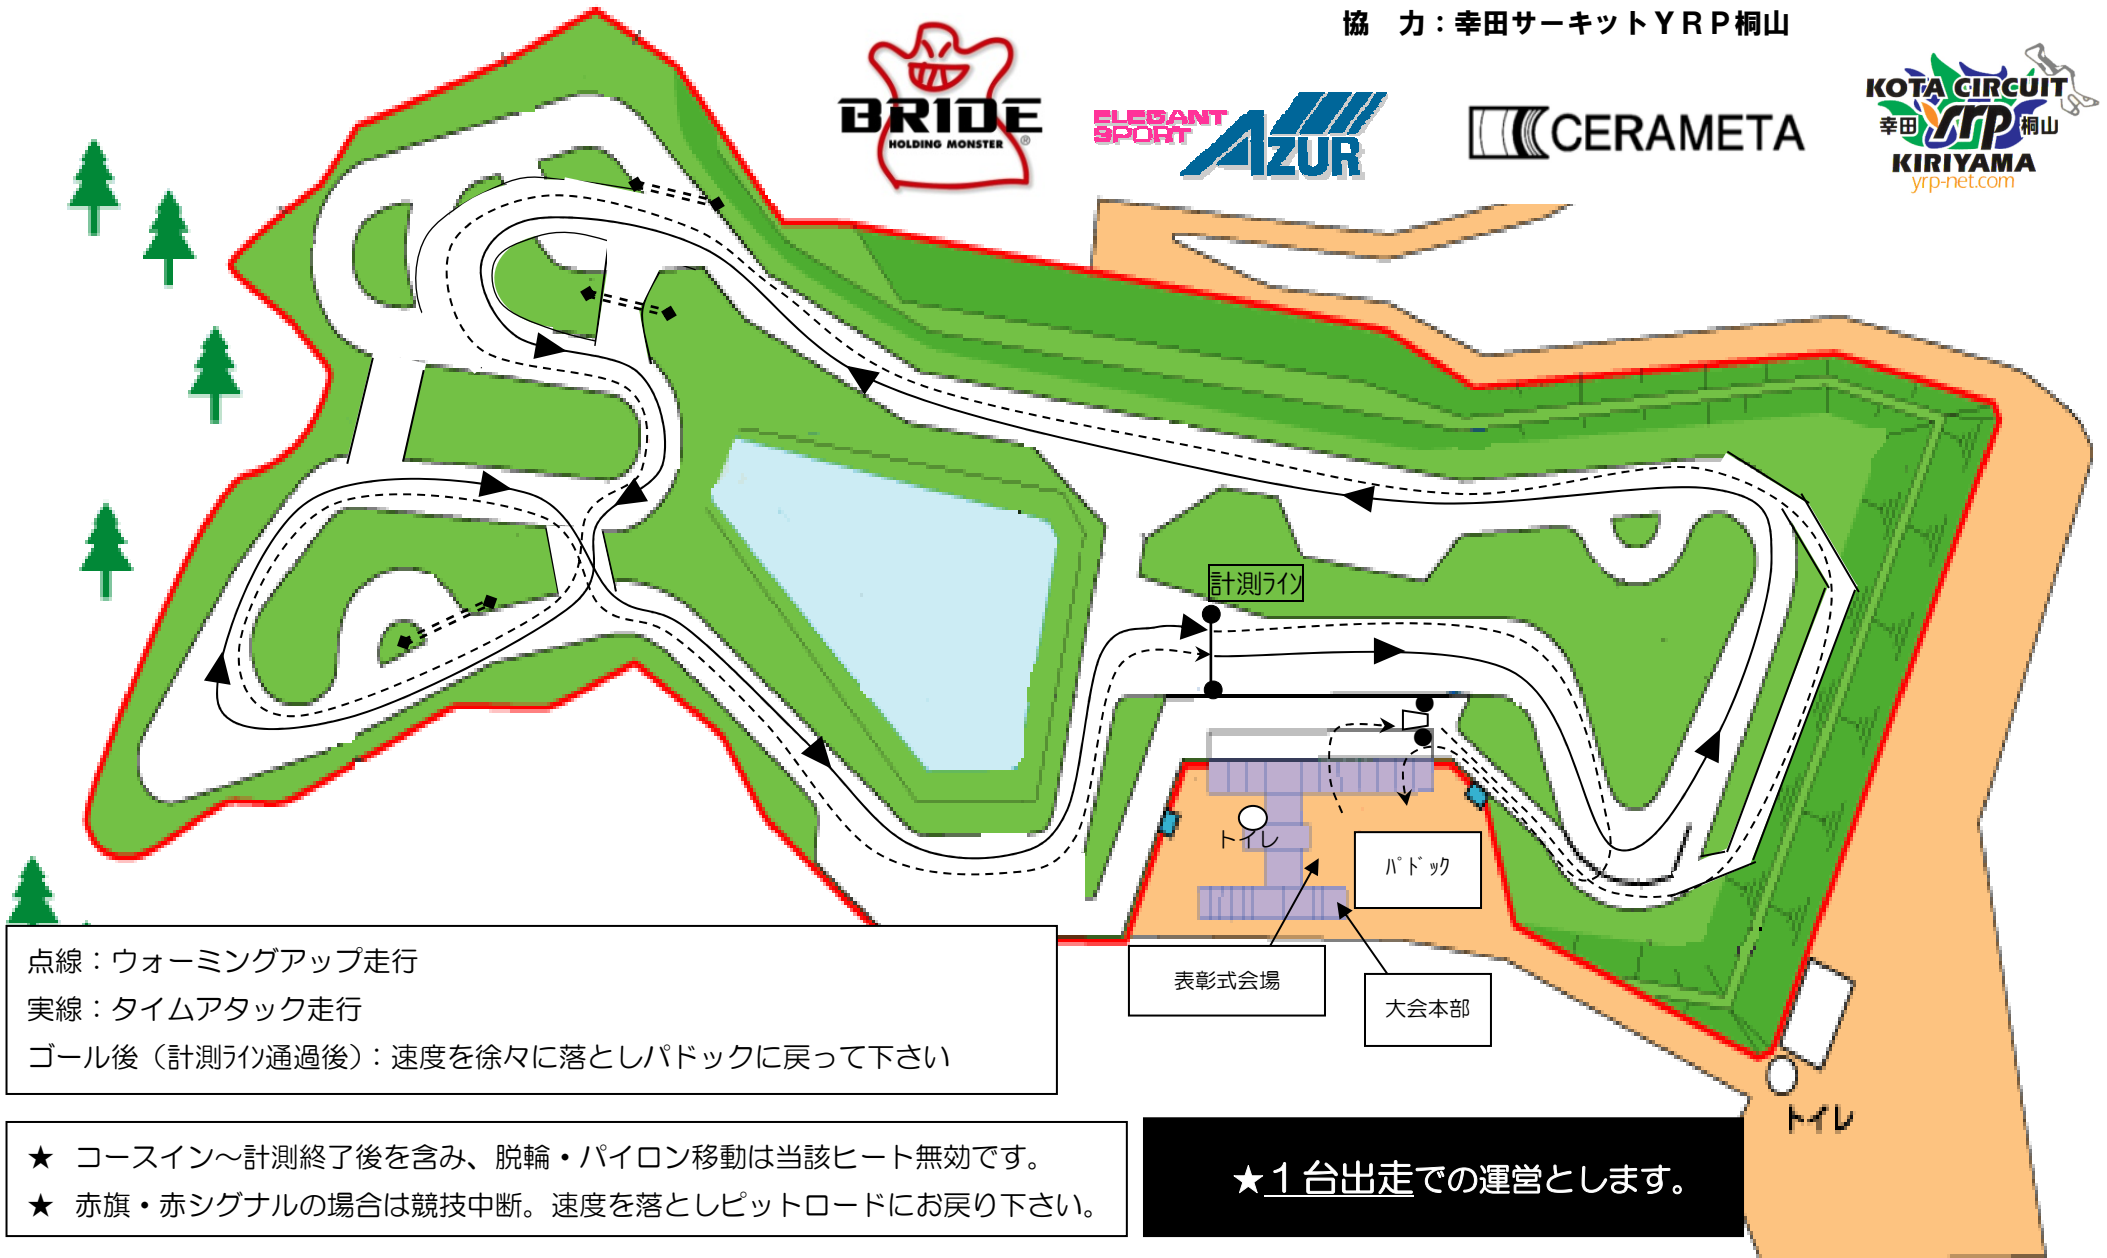 協　力：幸田サーキットＹＲＰ桐山
BRIDE
HOLDING MONSTER
®
ELEGANT
SPORT
AZUR
CERAMETA
KOTA CIRCUIT
幸田 yrp 桐山
KIRIYAMA
yrp-net.com
計測ﾗｲﾝ
トイレ
ﾊﾟﾄﾞｯｸ
表彰式会場
大会本部
トイレ
点線：ウォーミングアップ走行
実線：タイムアタック走行
ゴール後（計測ﾗｲﾝ通過後）：速度を徐々に落としパドックに戻って下さい
★　コースイン～計測終了後を含み、脱輪・パイロン移動は当該ヒート無効です。
★　赤旗・赤シグナルの場合は競技中断。速度を落としピットロードにお戻り下さい。
★１台出走での運営とします。